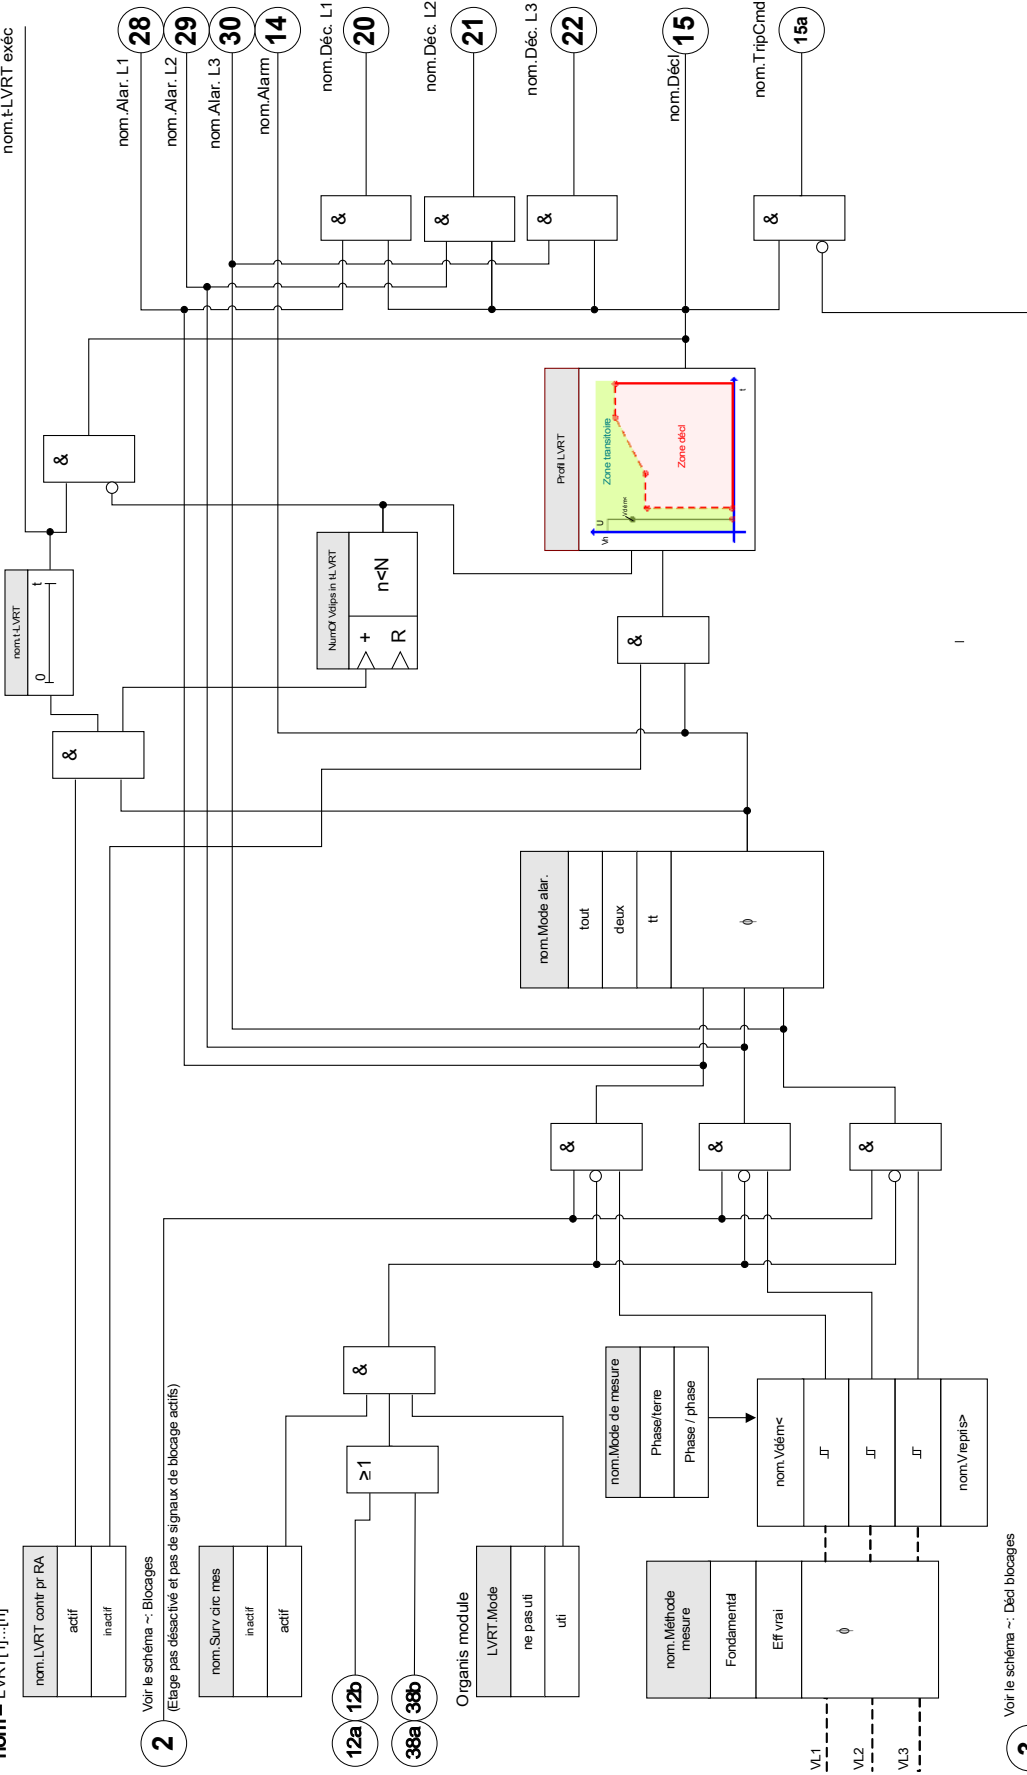 nom = LVRT[1]...[n]
nom.LVRT contr pr RA
actif
inactif
2
Voir le schéma ~: Blocages
(Etage pas désactivé et pas de signaux de blocage actifs)
nom.Surv circ mes
inactif
actif
12a
12b
38a
38b
≥1
&
Organis module
LVRT.Mode
ne pas uti
uti
nom.Mode de mesure
Phase/terre
Phase / phase
nom.Méthode mesure
Fondamental
Eff vrai
ϕ
VL1
VL2
VL3
nom.Vdém<
nom.Vrepris>
3
Voir le schéma ~: Décl blocages
&
&
&
nom.Mode alar.
tout
deux
tt
ϕ
&
nom.t-LVRT
0
t
NumOf Vdips in t-LVRT
+
R
n<N
&
&
Profil LVRT
U
Vn
Vdém<
Zone transitoire
Zone décl
t
&
&
&
&
nom.t-LVRT exéc
nom.Alar. L1
28
nom.Alar. L2
29
nom.Alar. L3
30
nom.Alarm
14
nom.Déc. L1
20
nom.Déc. L2
21
nom.Déc. L3
22
nom.Décl
15
nom.TripCmd
15a